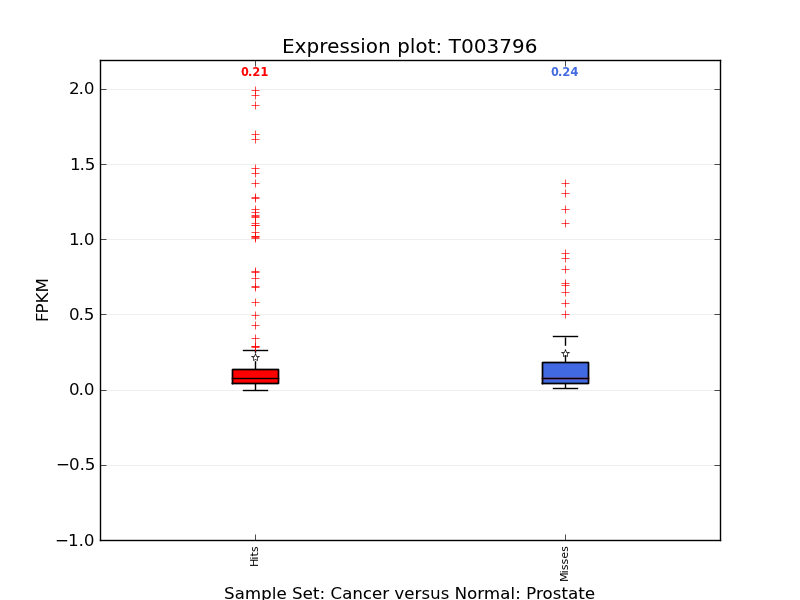 Expression plot: T003796
0.21
0.24
2.0
1.5
1.0
0.5
0.0
−0.5
−1.0
FPKM
Hits
Misses
Sample Set: Cancer versus Normal: Prostate